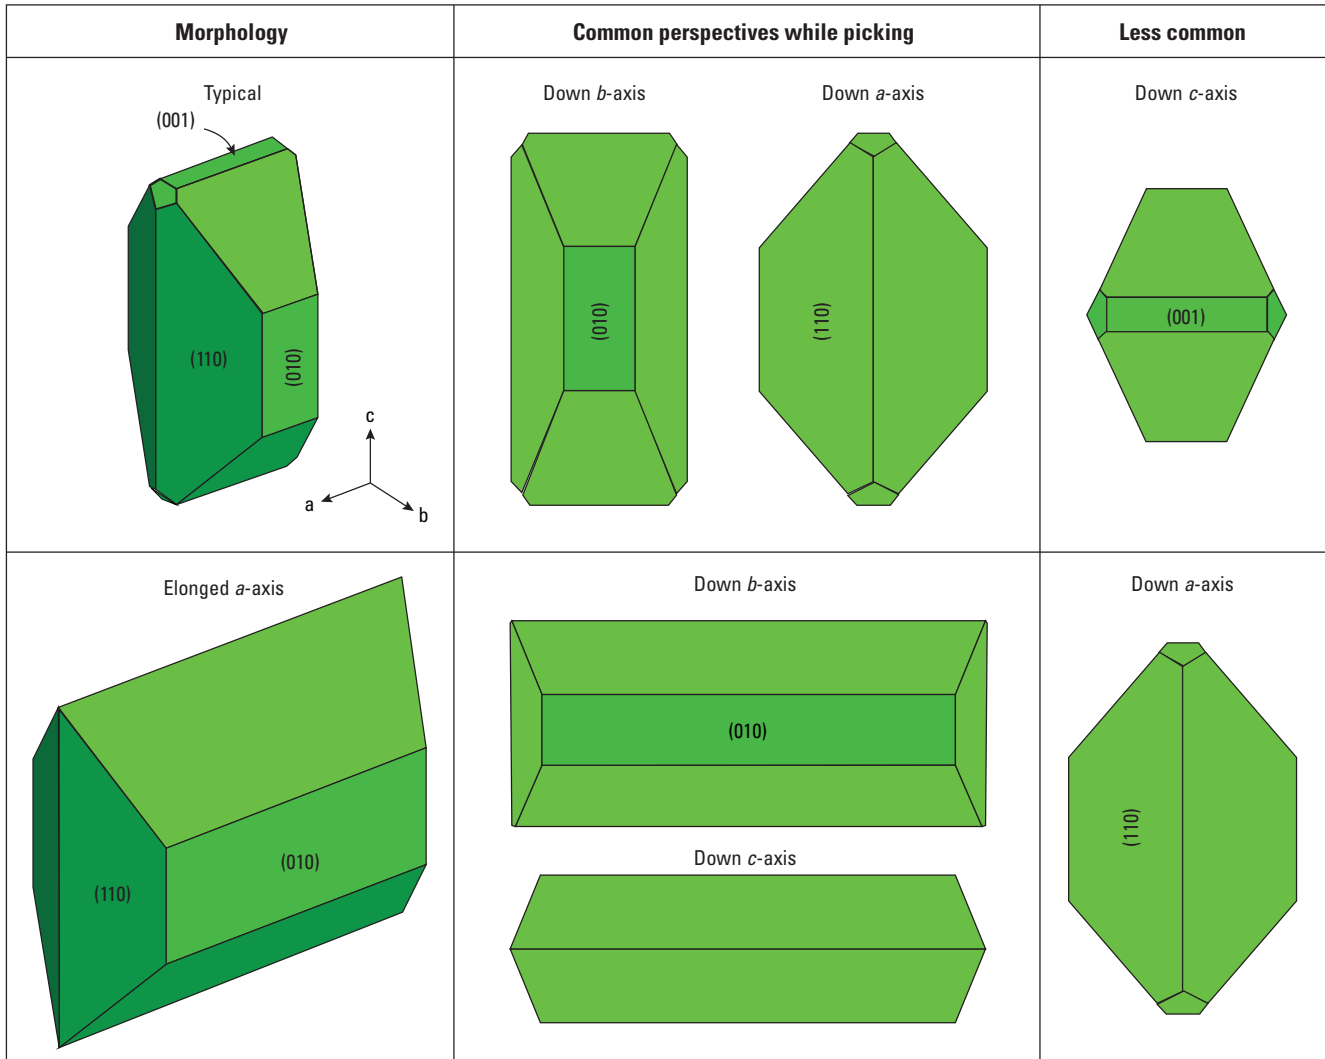 Morphology
Common perspectives while picking
Less common
Typical
(001)
(110)
(010)
c
a
b
Down b-axis
(010)
Down a-axis
(110)
Down c-axis
(001)
Elonged a-axis
(110)
(010)
Down b-axis
(010)
Down c-axis
Down a-axis
(110)